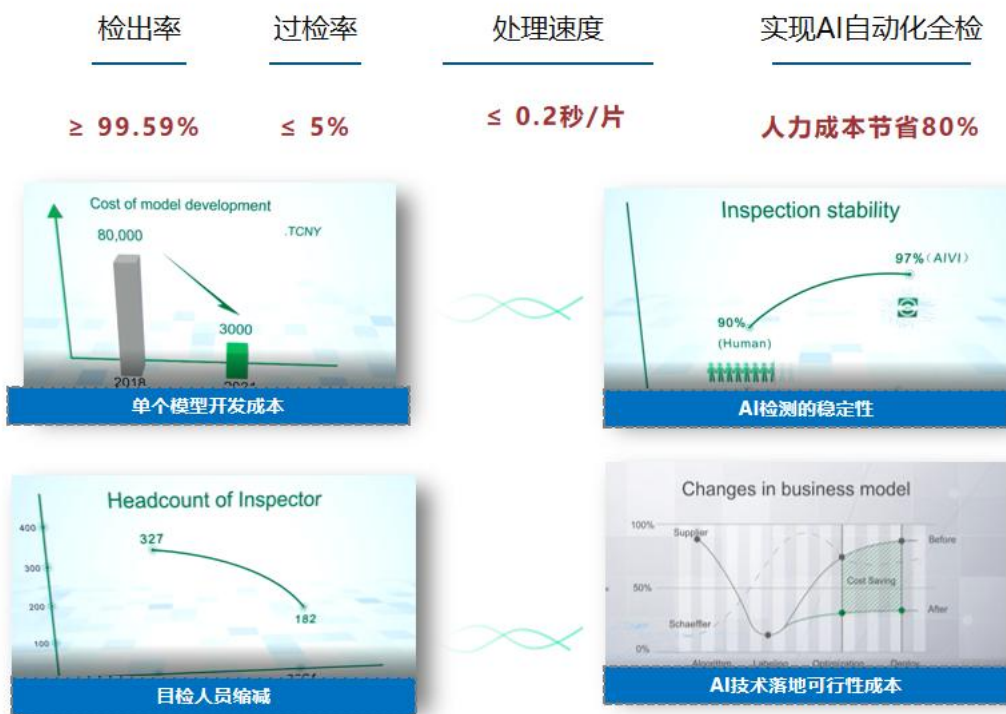 检出率
过检率
处理速度
实现AI自动化全检
≥ 99.59%
≤ 5%
≤ 0.2秒/片
人力成本节省80%
Cost of model development
.TCNY
80,000
3000
2018
单个模型开发成本
Inspection stability
97%(AIVI)
90%
(Human)
AI检测的稳定性
Headcount of Inspector
400
327
300
200
182
100
目检人员缩减
Changes in business model
100%
Supplier
Before
Cost Saving
50%
After
Schaeffler
0%
Algorithm Labeling Optimization Deploy
AI技术落地可行性成本